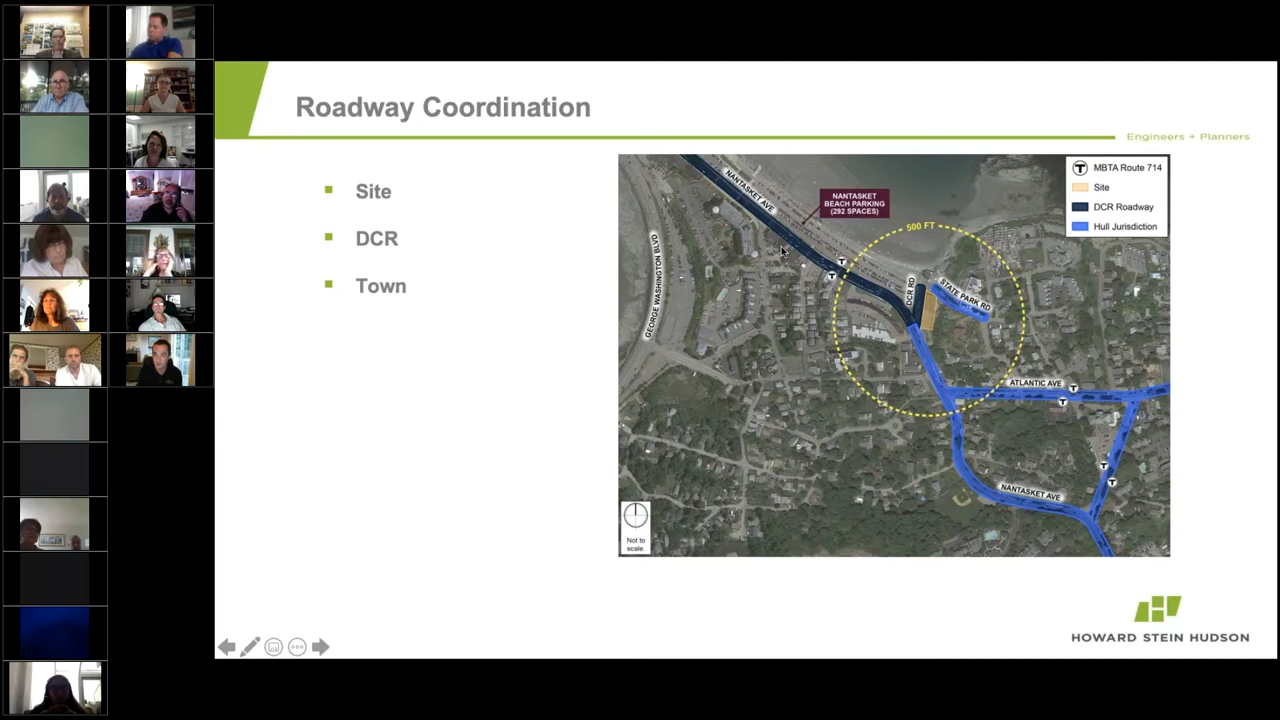 Roadway Coordination
Engineers + Planners
Site
DCR
Town
NANTASKET AVE
NANTASKET
BEACH PARKING
(292 SPACES)
T MBTA Route 714
Site
DCR Roadway
Hull Jurisdiction
GEORGE WASHINGTON BLVD
500 FT
T
T
DCR RD
STATE PARK RD
ATLANTIC AVE
T
T
T
T
NANTASKET AVE
Not to
scale.
HOWARD STEIN HUDSON